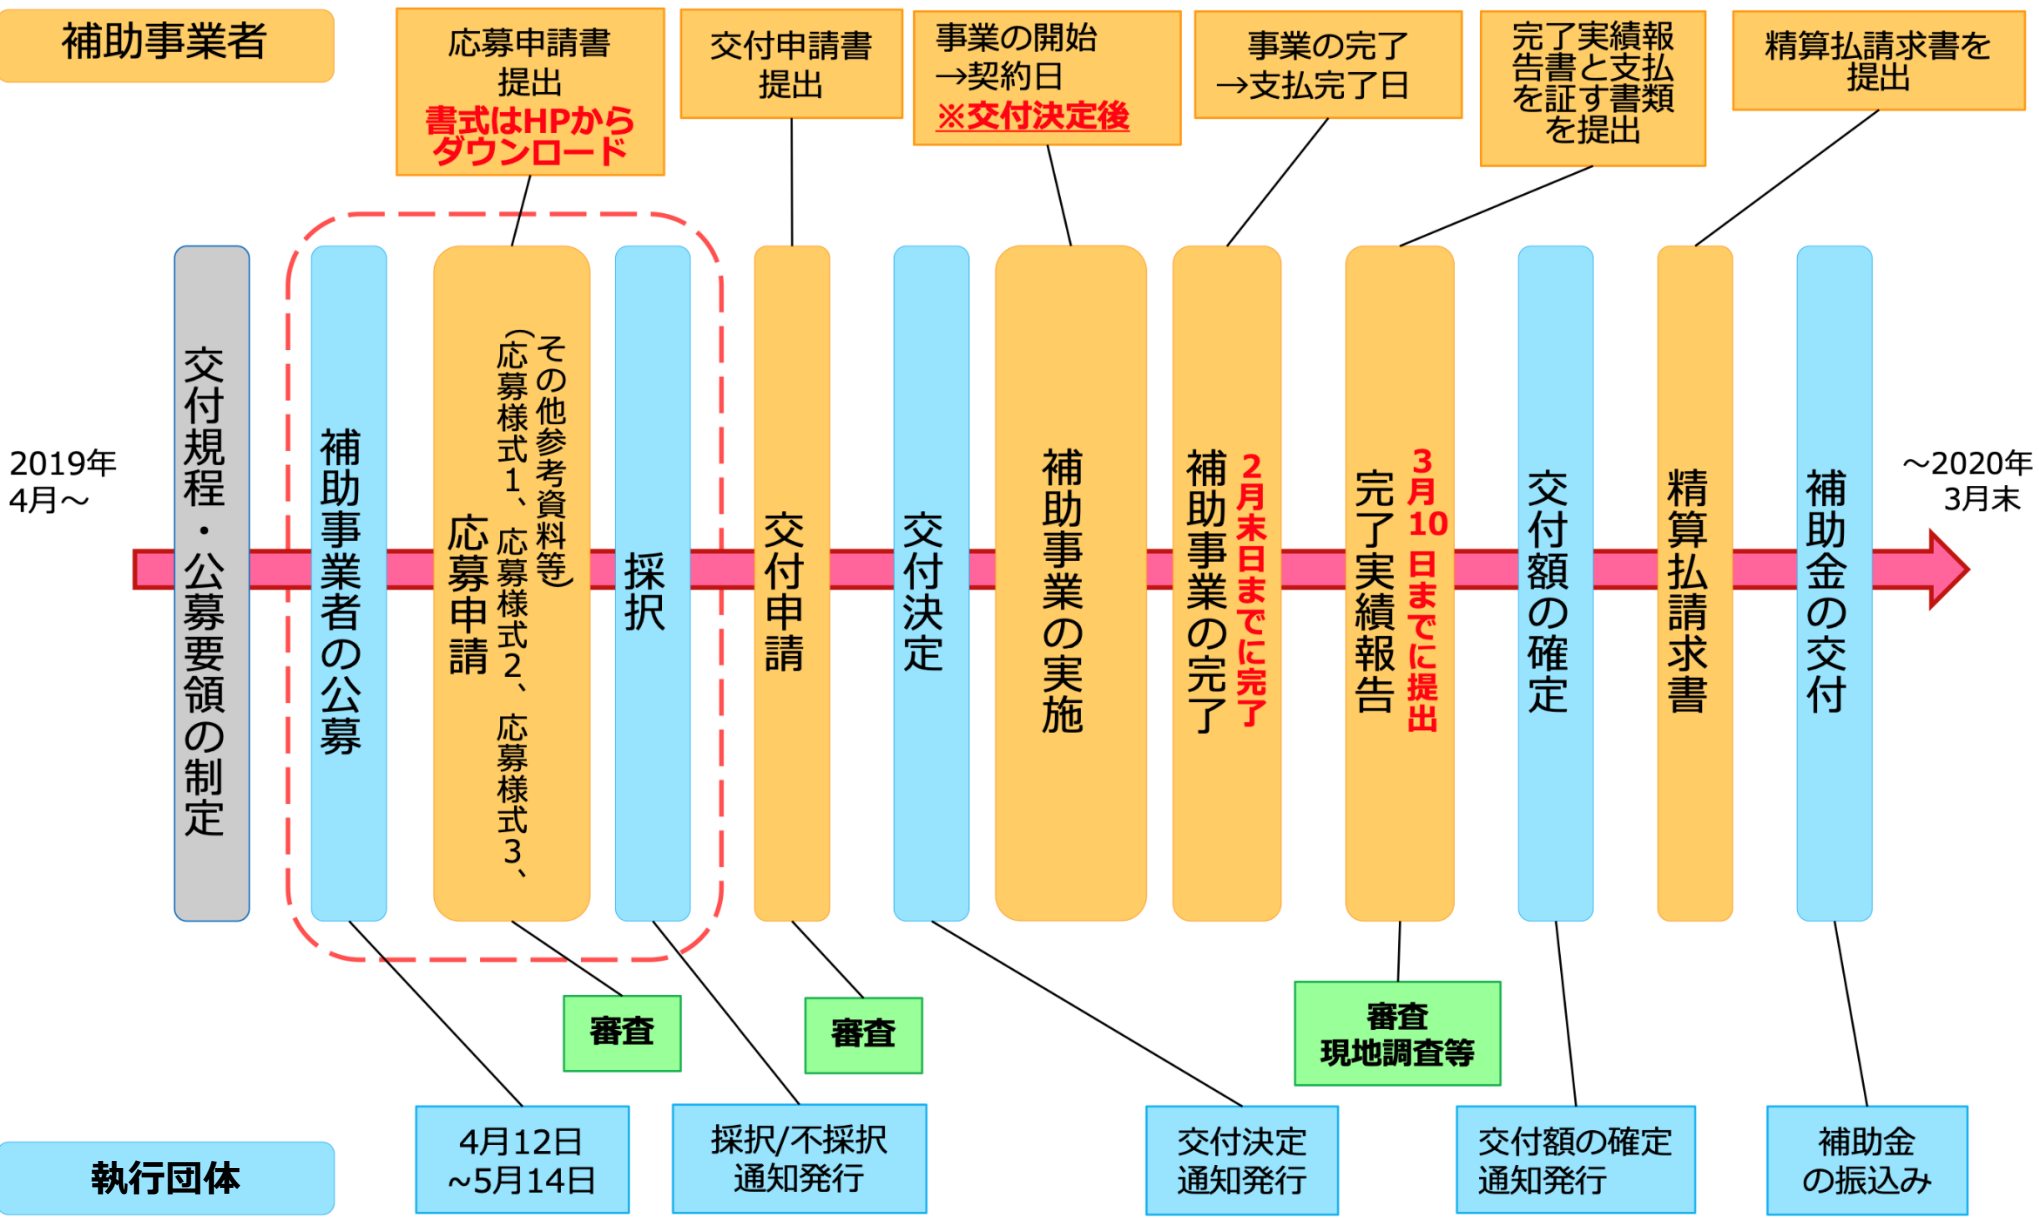 補助事業者
応募申請書
提出
書式はHPから
ダウンロード
交付申請書
提出
事業の開始
→契約日
※交付決定後
事業の完了
→支払完了日
完了実績報
告書と支払
を証す書類
を提出
精算払請求書を
提出
2019年
4月～
交付規程・公募要領の制定
補助事業者の公募
応募申請
（応募様式1、応募様式2、応募様式3、
その他参考資料等）
採択
交付申請
交付決定
補助事業の実施
補助事業の完了
2月末日までに完了
完了実績報告
3月10日までに提出
交付額の確定
精算払請求書
補助金の交付
～2020年
3月末
審査
審査
審査
現地調査等
執行団体
4月12日
~5月14日
採択/不採択
通知発行
交付決定
通知発行
交付額の確定
通知発行
補助金
の振込み